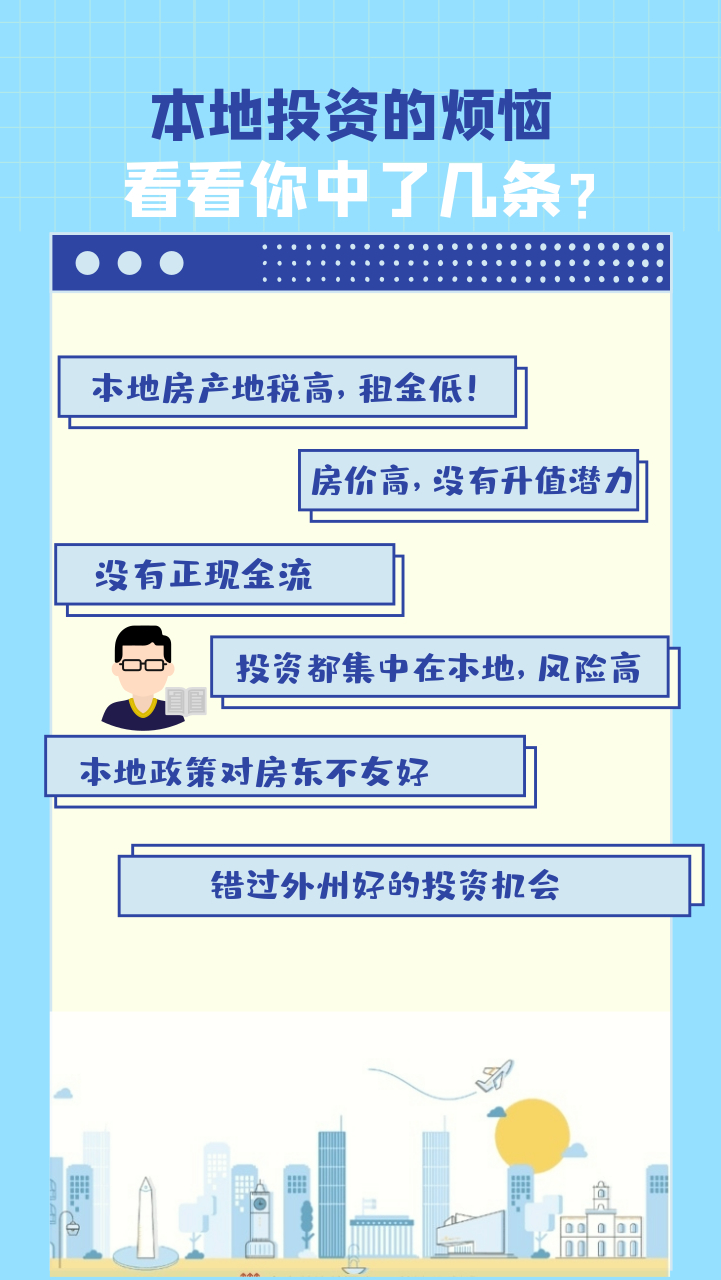 本地投资的烦恼
看看你中了几条?
本地房产地税高,租金低!
房价高,没有升值潜力
没有正现金流
投资都集中在本地,风险高
本地政策对房东不友好
错过外州好的投资机会